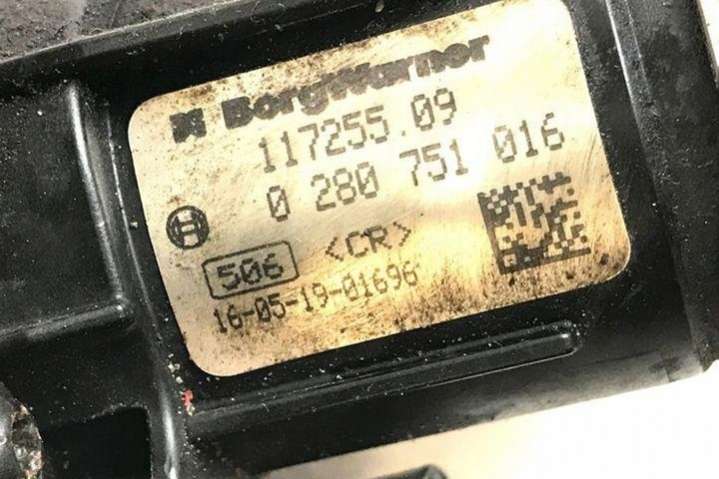 BorgWarner
117255.09
0 280 751 016
506 <CR>
16-05-19-01696